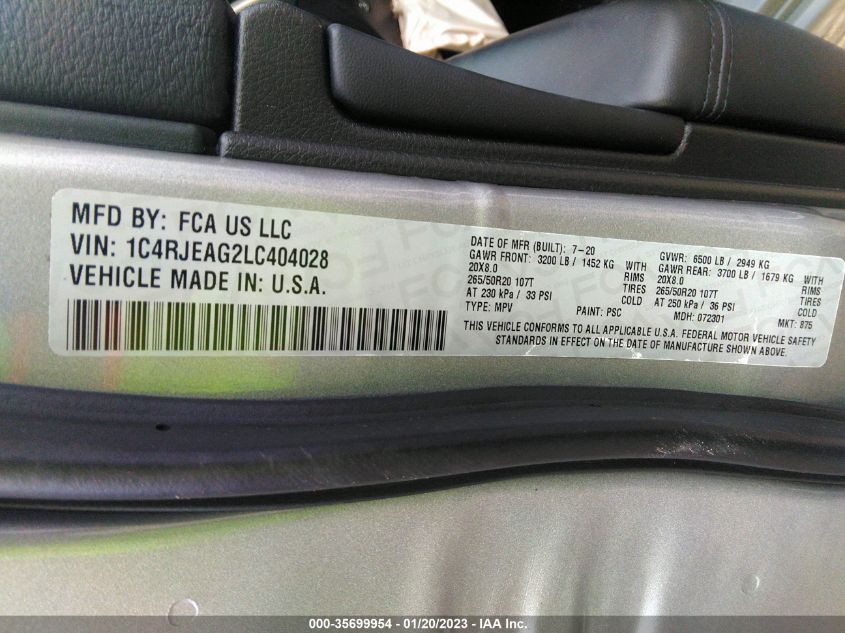 MFD BY: FCA US LLC
VIN: 1C4RJEAG2LC404028
VEHICLE MADE IN: U.S.A.
DATE OF MFR (BUILT): 7-20 GVWR: 6500 LB / 2949 KG
GAWR FRONT: 3200 LB / 1452 KG WITH GAWR REAR: 3700 LB / 1679 KG WITH
20X8.0 RIMS 20X8.0 RIMS
265/50R20 107T TIRES 265/50R20 107T TIRES
AT 230 kPa / 33 PSI COLD AT 250 kPa / 36 PSI COLD
TYPE: MPV PAINT: PSC MDH: 072301 MKT: 875
THIS VEHICLE CONFORMS TO ALL APPLICABLE U.S.A. FEDERAL MOTOR VEHICLE SAFETY
STANDARDS IN EFFECT ON THE DATE OF MANUFACTURE SHOWN ABOVE.
000-35699954 - 01/20/2023 - IAA Inc.